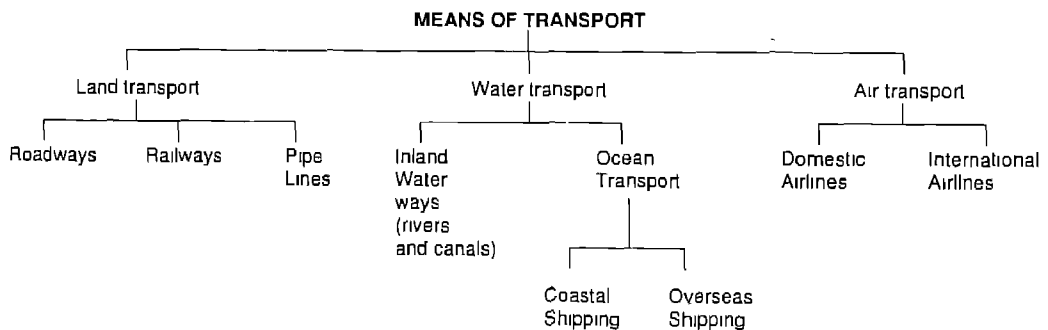 MEANS OF TRANSPORT
Land transport
Water transport
Air transport
Roadways
Railways
Pipe
Lines
Inland
Water
ways
(rivers
and canals)
Ocean
Transport
Domestic
Airlines
International
Airlines
Coastal
Shipping
Overseas
Shipping